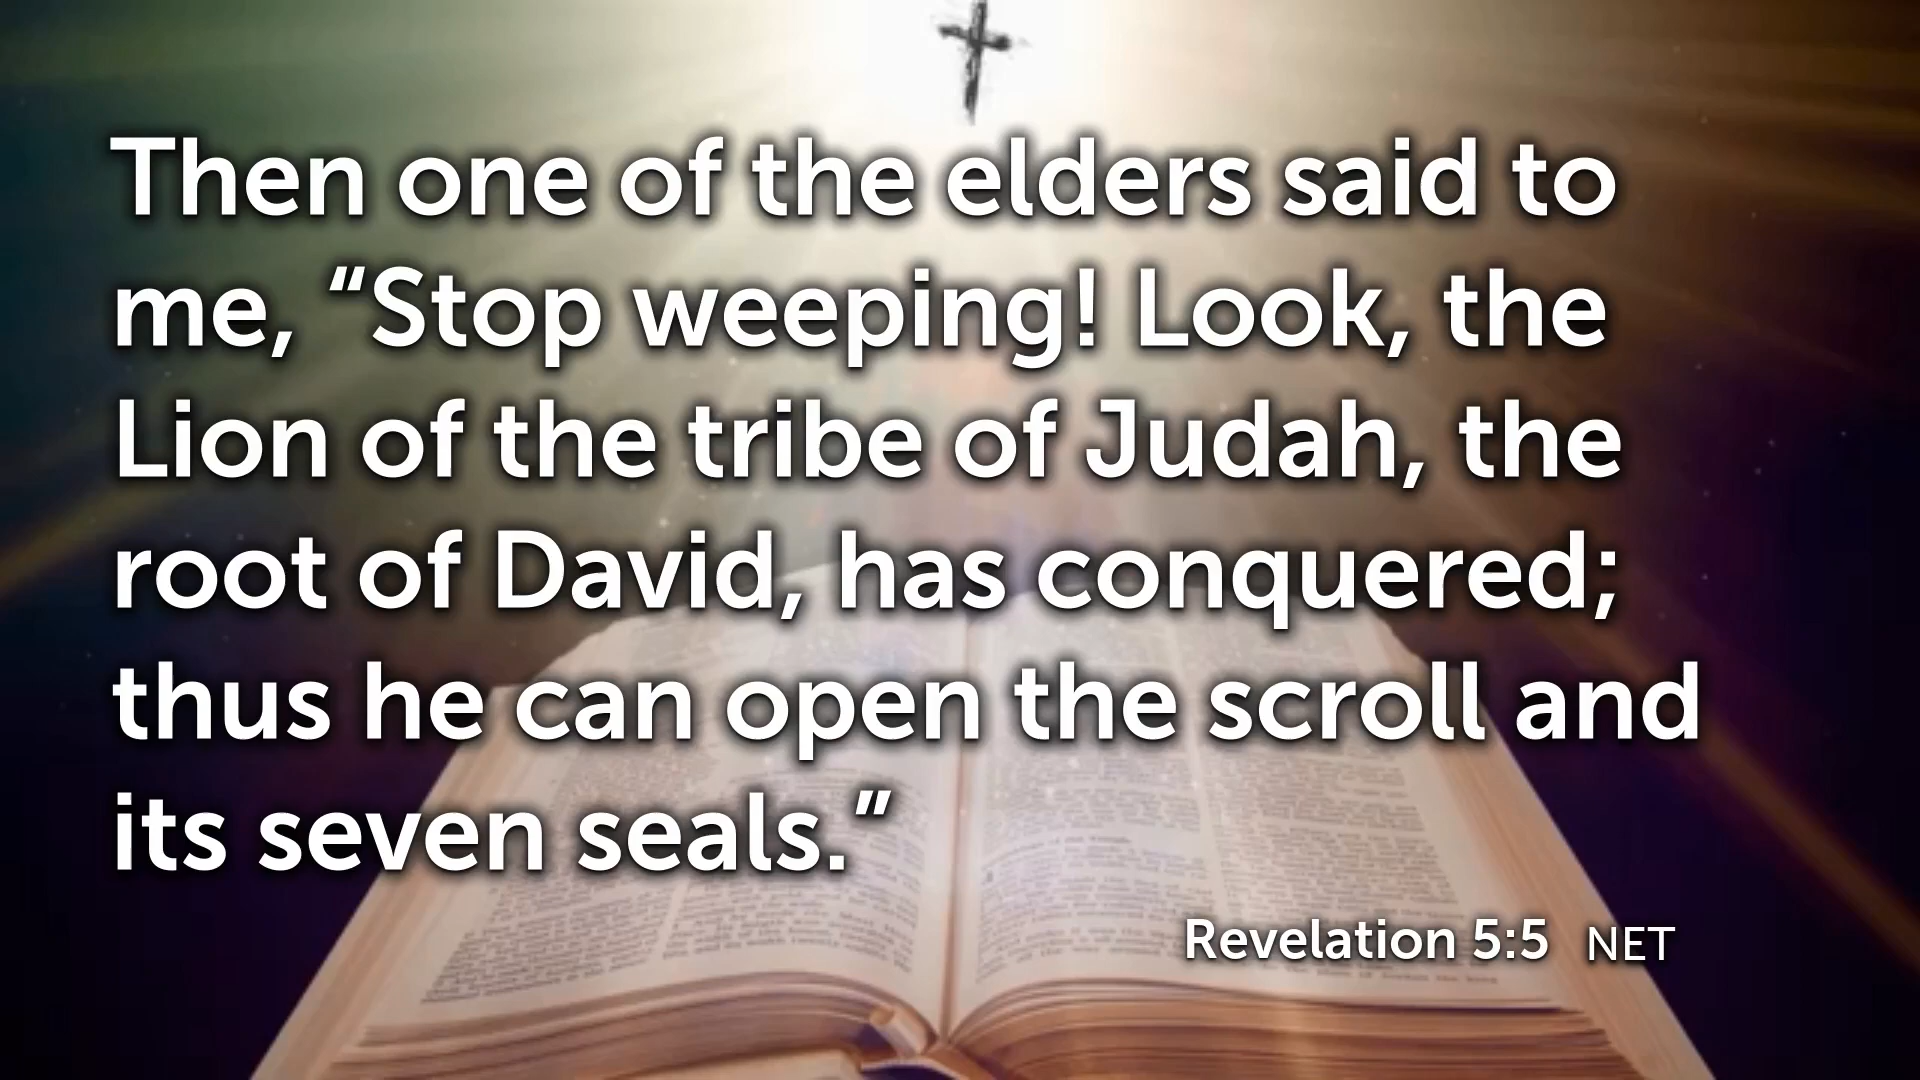 Then one of the elders said to
me, “Stop weeping! Look, the
Lion of the tribe of Judah, the
root of David, has conquered;
thus he can open the scroll and
its seven seals.”
Revelation 5:5 NET